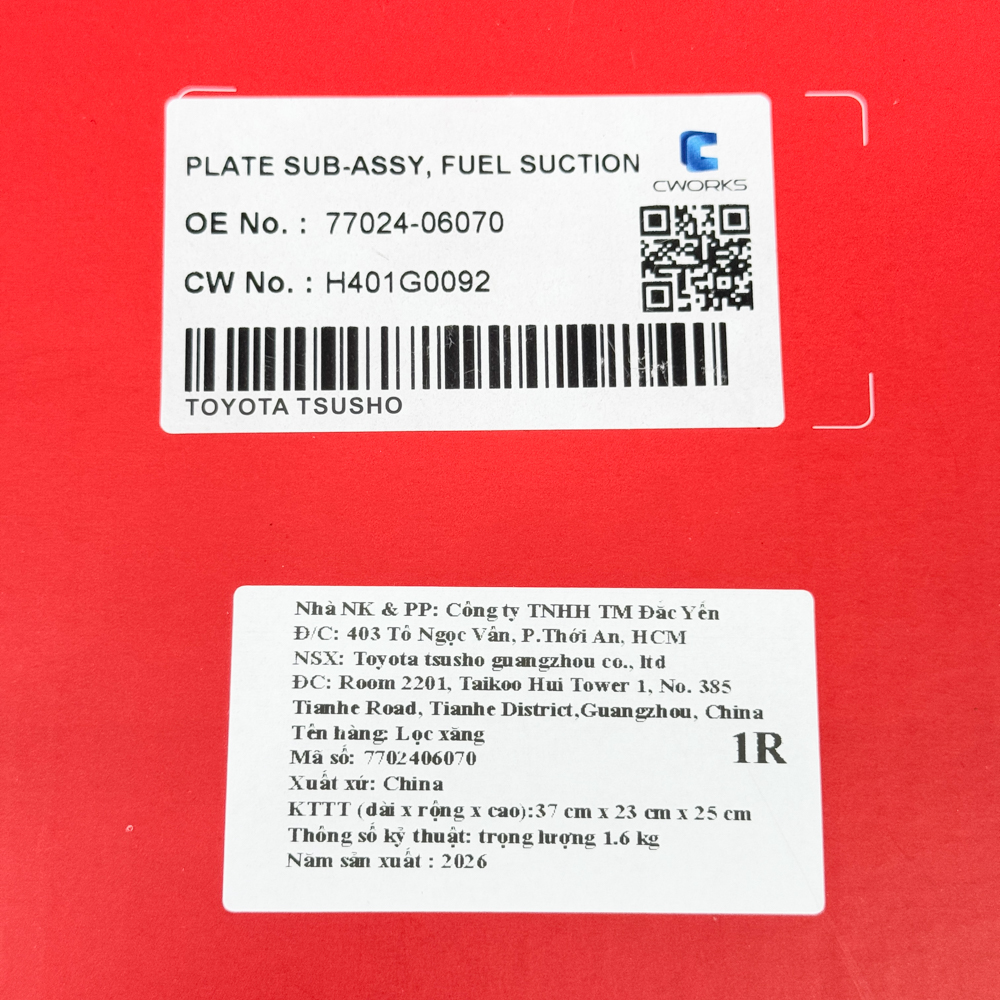 PLATE SUB-ASSY, FUEL SUCTION
CWORKS
OE No. : 77024-06070
CW No. : H401G0092
TOYOTA TSUSHO
Nhà NK & PP: Công ty TNHH TM Đắc Yến
Đ/C: 403 Tô Ngọc Vân, P.Thới An, HCM
NSX: Toyota tsusho guangzhou co., ltd
ĐC: Room 2201, Taikoo Hui Tower 1, No. 385
Tianhe Road, Tianhe District,Guangzhou, China
Tên hàng: Lọc xăng
Mã số: 7702406070
1R
Xuất xứ: China
KTTT (dài x rộng x cao):37 cm x 23 cm x 25 cm
Thông số kỷ thuật: trọng lượng 1.6 kg
Năm sản xuất : 2026